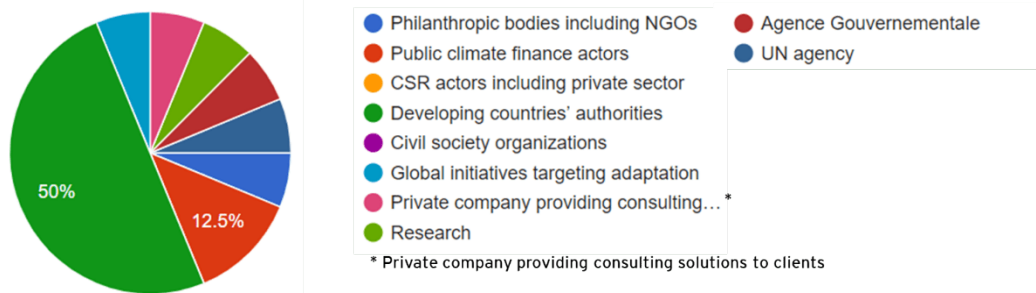 50%
12.5%
Philanthropic bodies including NGOs
Public climate finance actors
CSR actors including private sector
Developing countries’ authorities
Civil society organizations
Global initiatives targeting adaptation
Private company providing consulting… *
Research
Agence Gouvernementale
UN agency
* Private company providing consulting solutions to clients